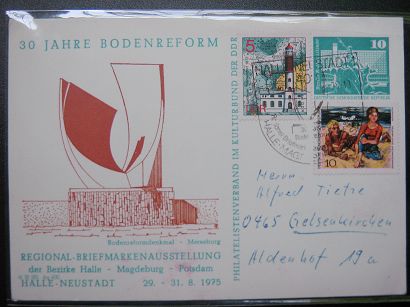 30 JAHRE BODENREFORM
Bodenreformdenkmal - Merseburg
REGIONAL-BRIEFMARKENAUSSTELLUNG
der Bezirke Halle - Magdeburg - Potsdam
HALLE-NEUSTADT 29. - 31. 8. 1975
PHILATELISTENVERBAND IM KULTURBUND DER DDR
5
10
10
Herrn
Alfred Tietze
0465 Gelsenkirchen
Aldenhof 19a